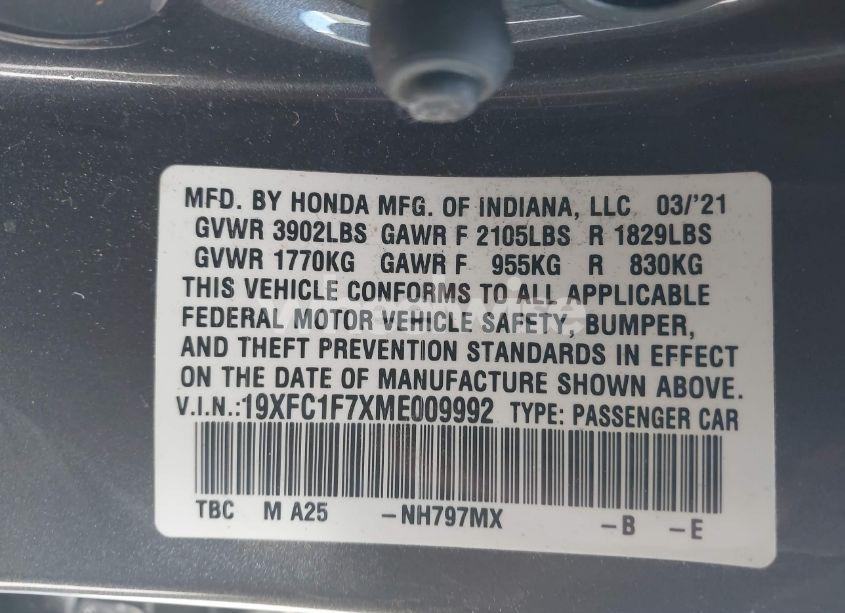 MFD. BY HONDA MFG. OF INDIANA, LLC 03/'21
GVWR 3902LBS GAWR F 2105LBS R 1829LBS
GVWR 1770KG GAWR F 955KG R 830KG
THIS VEHICLE CONFORMS TO ALL APPLICABLE
FEDERAL MOTOR VEHICLE SAFETY, BUMPER,
AND THEFT PREVENTION STANDARDS IN EFFECT
ON THE DATE OF MANUFACTURE SHOWN ABOVE.
V.I.N.:19XFC1F7XME009992 TYPE: PASSENGER CAR
TBC M A25 -NH797MX -B -E